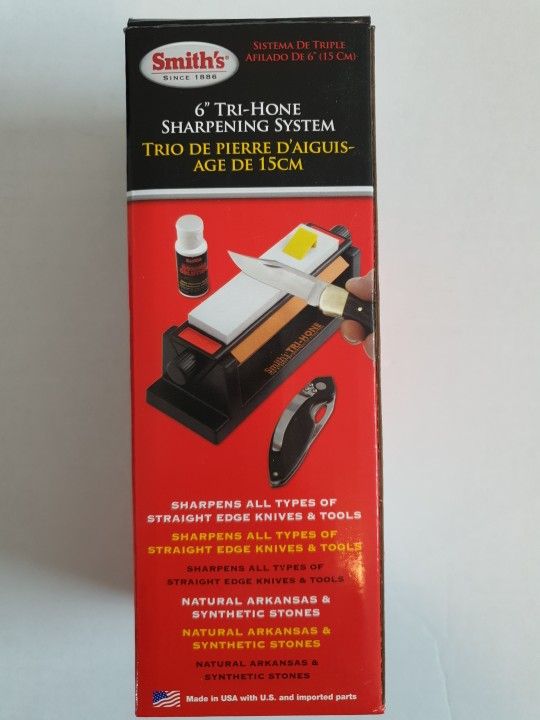 Smith's®
SINCE 1886
SISTEMA DE TRIPLE
AFILADO DE 6" (15 CM)
6" TRI-HONE
SHARPENING SYSTEM
TRIO DE PIERRE D'AIGUIS-
AGE DE 15CM
Smith's TRI-HONE
SHARPENS ALL TYPES OF
STRAIGHT EDGE KNIVES & TOOLS
SHARPENS ALL TYPES OF
STRAIGHT EDGE KNIVES & TOOLS
SHARPENS ALL TYPES OF
STRAIGHT EDGE KNIVES & TOOLS
NATURAL ARKANSAS &
SYNTHETIC STONES
NATURAL ARKANSAS &
SYNTHETIC STONES
NATURAL ARKANSAS &
SYNTHETIC STONES
Made in USA with U.S. and imported parts